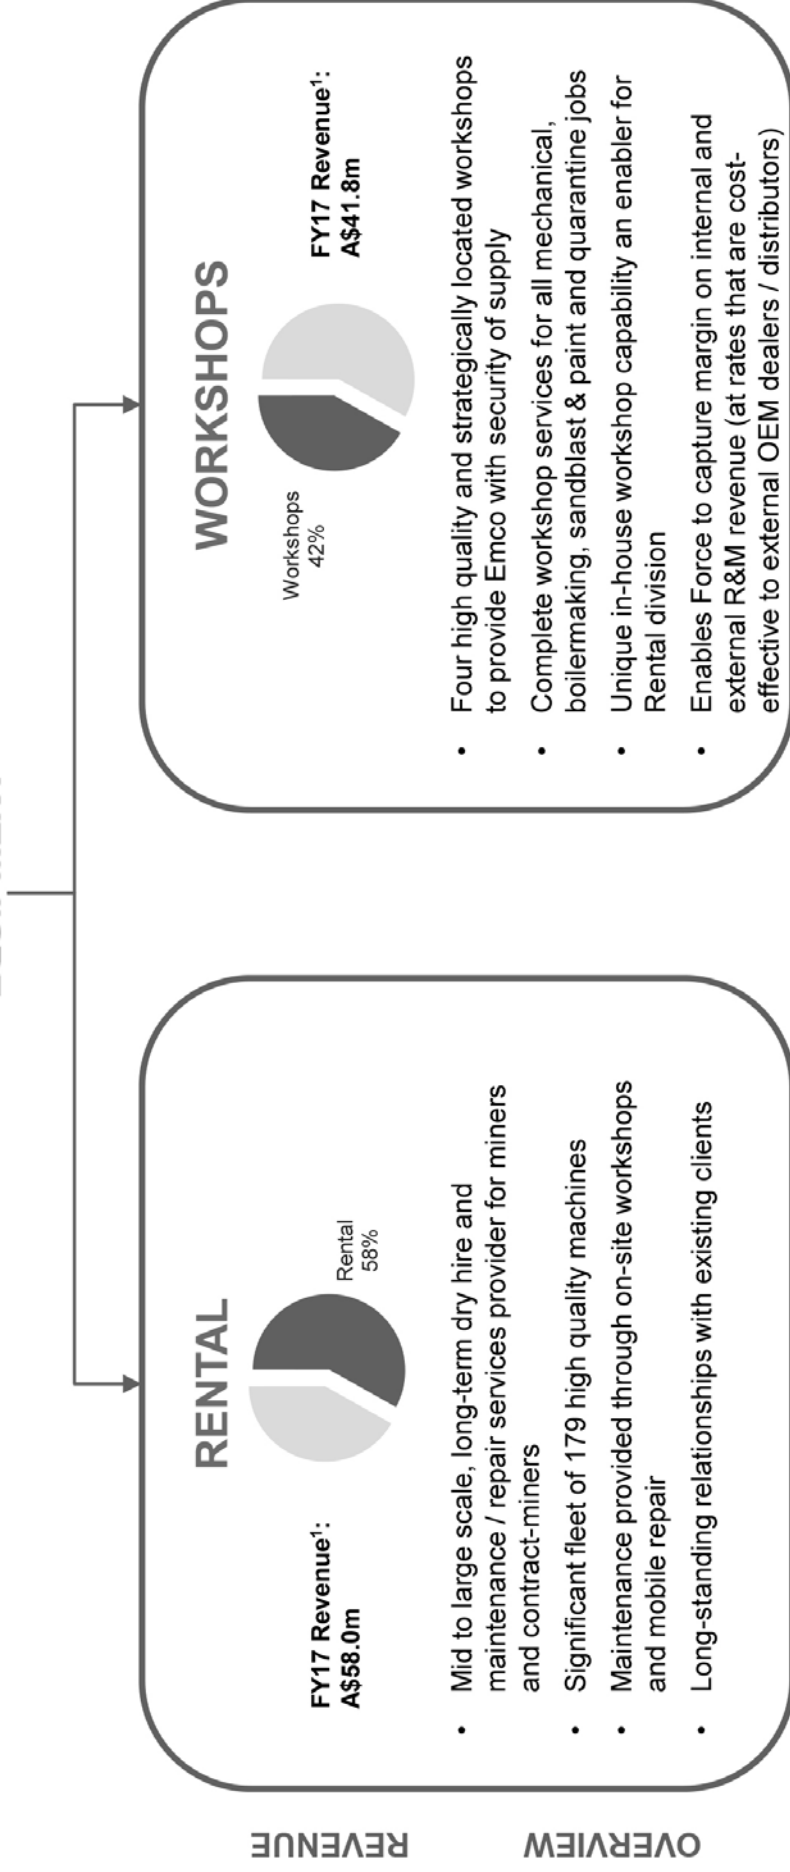 RENTAL
FY17 Revenue¹:
A$58.0m
Rental
58%
• Mid to large scale, long-term dry hire and
maintenance / repair services provider for miners
and contract-miners
• Significant fleet of 179 high quality machines
• Maintenance provided through on-site workshops
and mobile repair
• Long-standing relationships with existing clients
WORKSHOPS
Workshops
42%
FY17 Revenue¹:
A$41.8m
• Four high quality and strategically located workshops
to provide Emco with security of supply
• Complete workshop services for all mechanical,
boilermaking, sandblast & paint and quarantine jobs
• Unique in-house workshop capability an enabler for
Rental division
• Enables Force to capture margin on internal and
external R&M revenue (at rates that are cost-
effective to external OEM dealers / distributors)
REVENUE
OVERVIEW